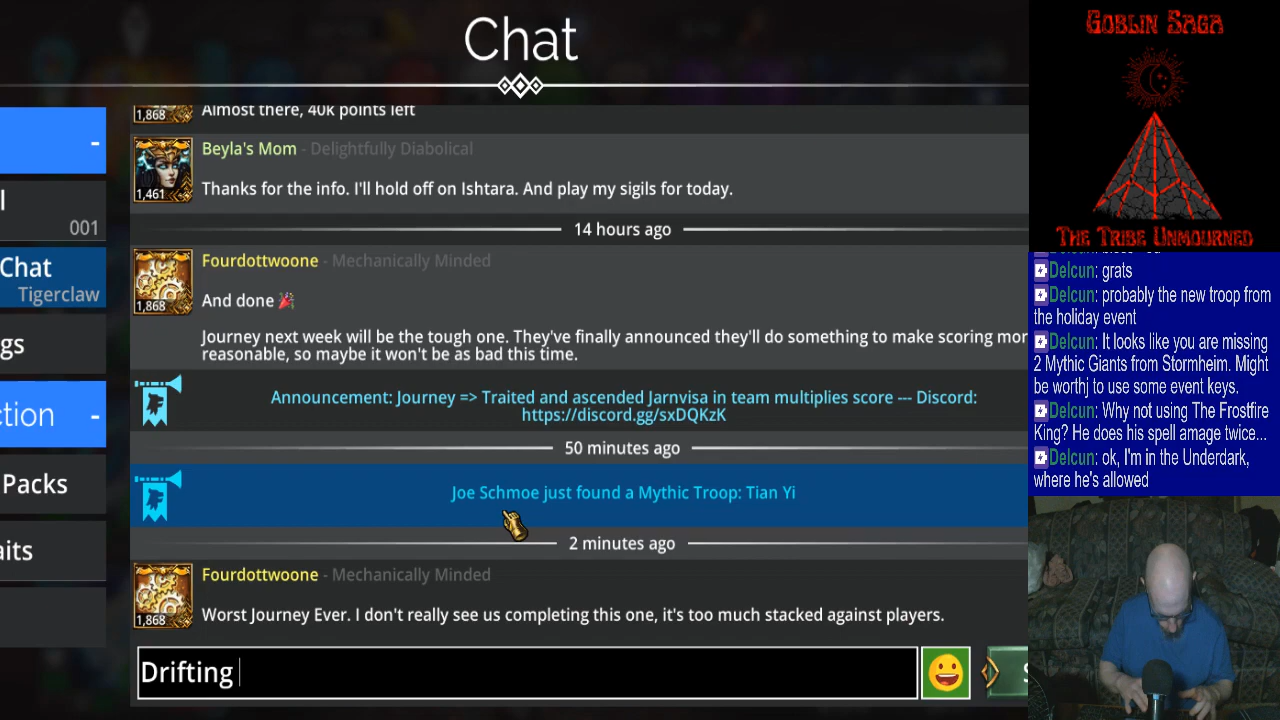 Chat
1,868
Almost there, 40k points left
Beyla's Mom - Delightfully Diabolical
1,461
Thanks for the info. I'll hold off on Ishtara. And play my sigils for today.
14 hours ago
Fourdottwoone - Mechanically Minded
1,868
And done 🎉
Journey next week will be the tough one. They've finally announced they'll do something to make scoring mor
reasonable, so maybe it won't be as bad this time.
Announcement: Journey => Traited and ascended Jarnvisa in team multiplies score --- Discord:
https://discord.gg/sxDQKzK
50 minutes ago
Joe Schmoe just found a Mythic Troop: Tian Yi
2 minutes ago
Fourdottwoone - Mechanically Minded
1,868
Worst Journey Ever. I don't really see us completing this one, it's too much stacked against players.
Drifting
-
l
001
Chat
Tigerclaw
gs
ction -
Packs
aits
S
Goblin Saga
The Tribe Unmourned
Delcun: grats
Delcun: probably the new troop from
the holiday event
Delcun: It looks like you are missing
2 Mythic Giants from Stormheim. Might
be worthj to use some event keys.
Delcun: Why not using The Frostfire
King? He does his spell amage twice...
Delcun: ok, I'm in the Underdark,
where he's allowed